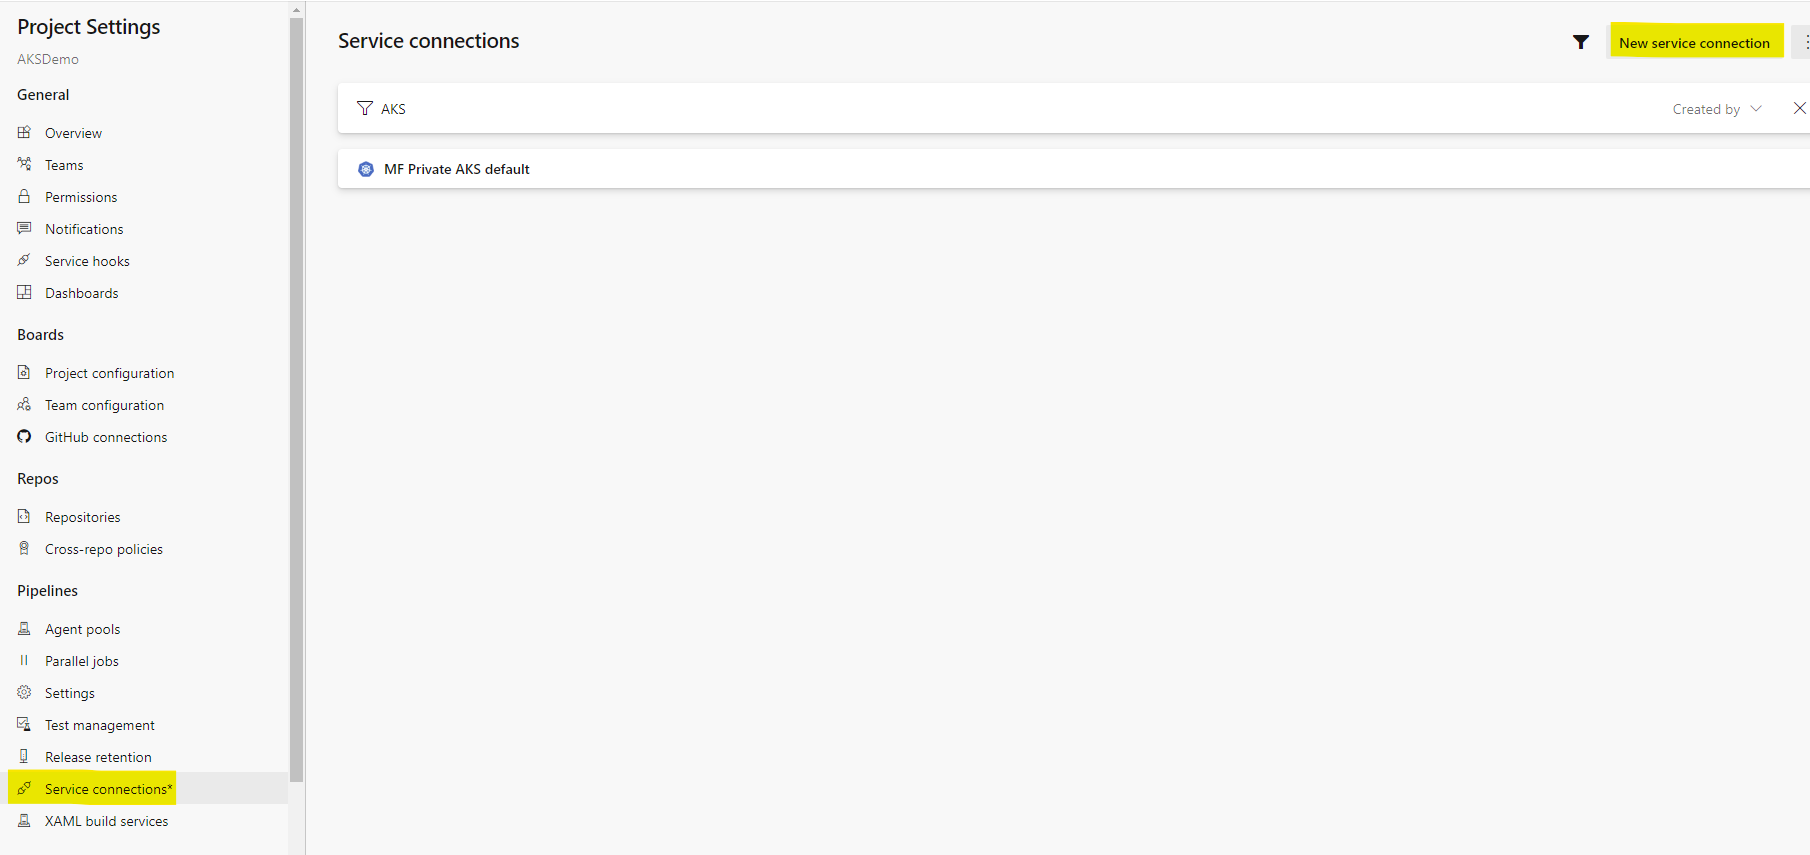 Project Settings
AKSDemo
General
Overview
Teams
Permissions
Notifications
Service hooks
Dashboards
Boards
Project configuration
Team configuration
GitHub connections
Repos
Repositories
Cross-repo policies
Pipelines
Agent pools
Parallel jobs
Settings
Test management
Release retention
Service connections*
XAML build services
Service connections
New service connection
AKS
Created by
MF Private AKS default